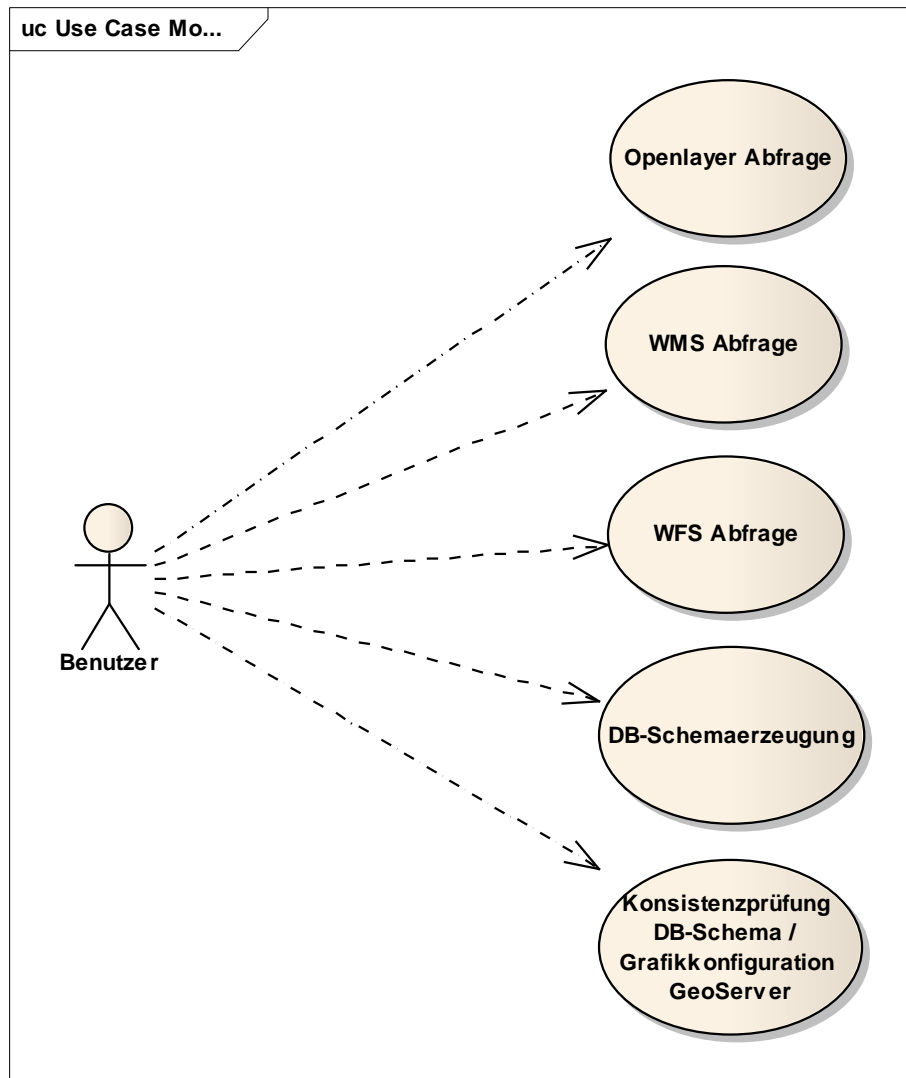 uc Use Case Mo...
Openlayer Abfrage
WMS Abfrage
WFS Abfrage
Benutzer
DB-Schemaerzeugung
Konsistenzprüfung
DB-Schema /
Grafikkonfiguration
GeoServer